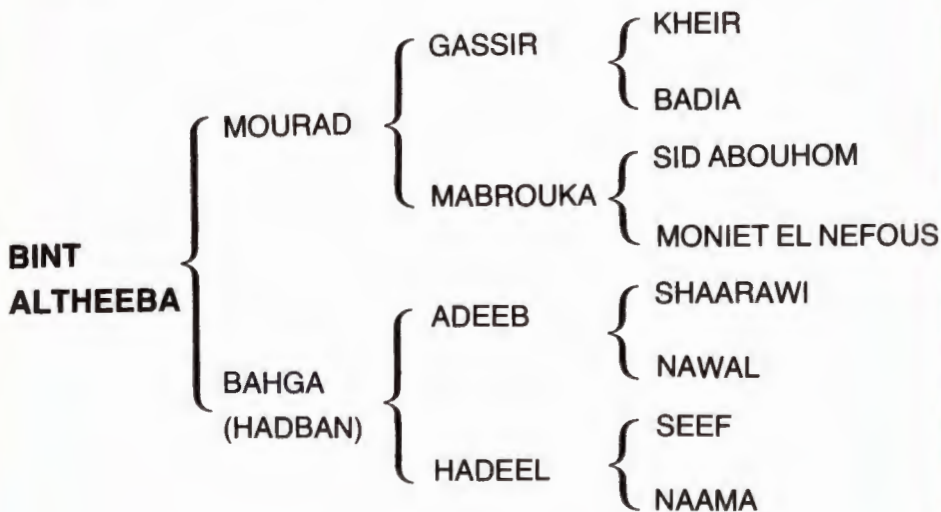 KHEIR
GASSIR
BADIA
MOURAD
SID ABOUHOM
MABROUKA
MONIET EL NEFOUS
BINT
ALTHEEBA
SHAARAWI
ADEEB
NAWAL
BAHGA
(HADBAN)
SEEF
HADEEL
NAAMA